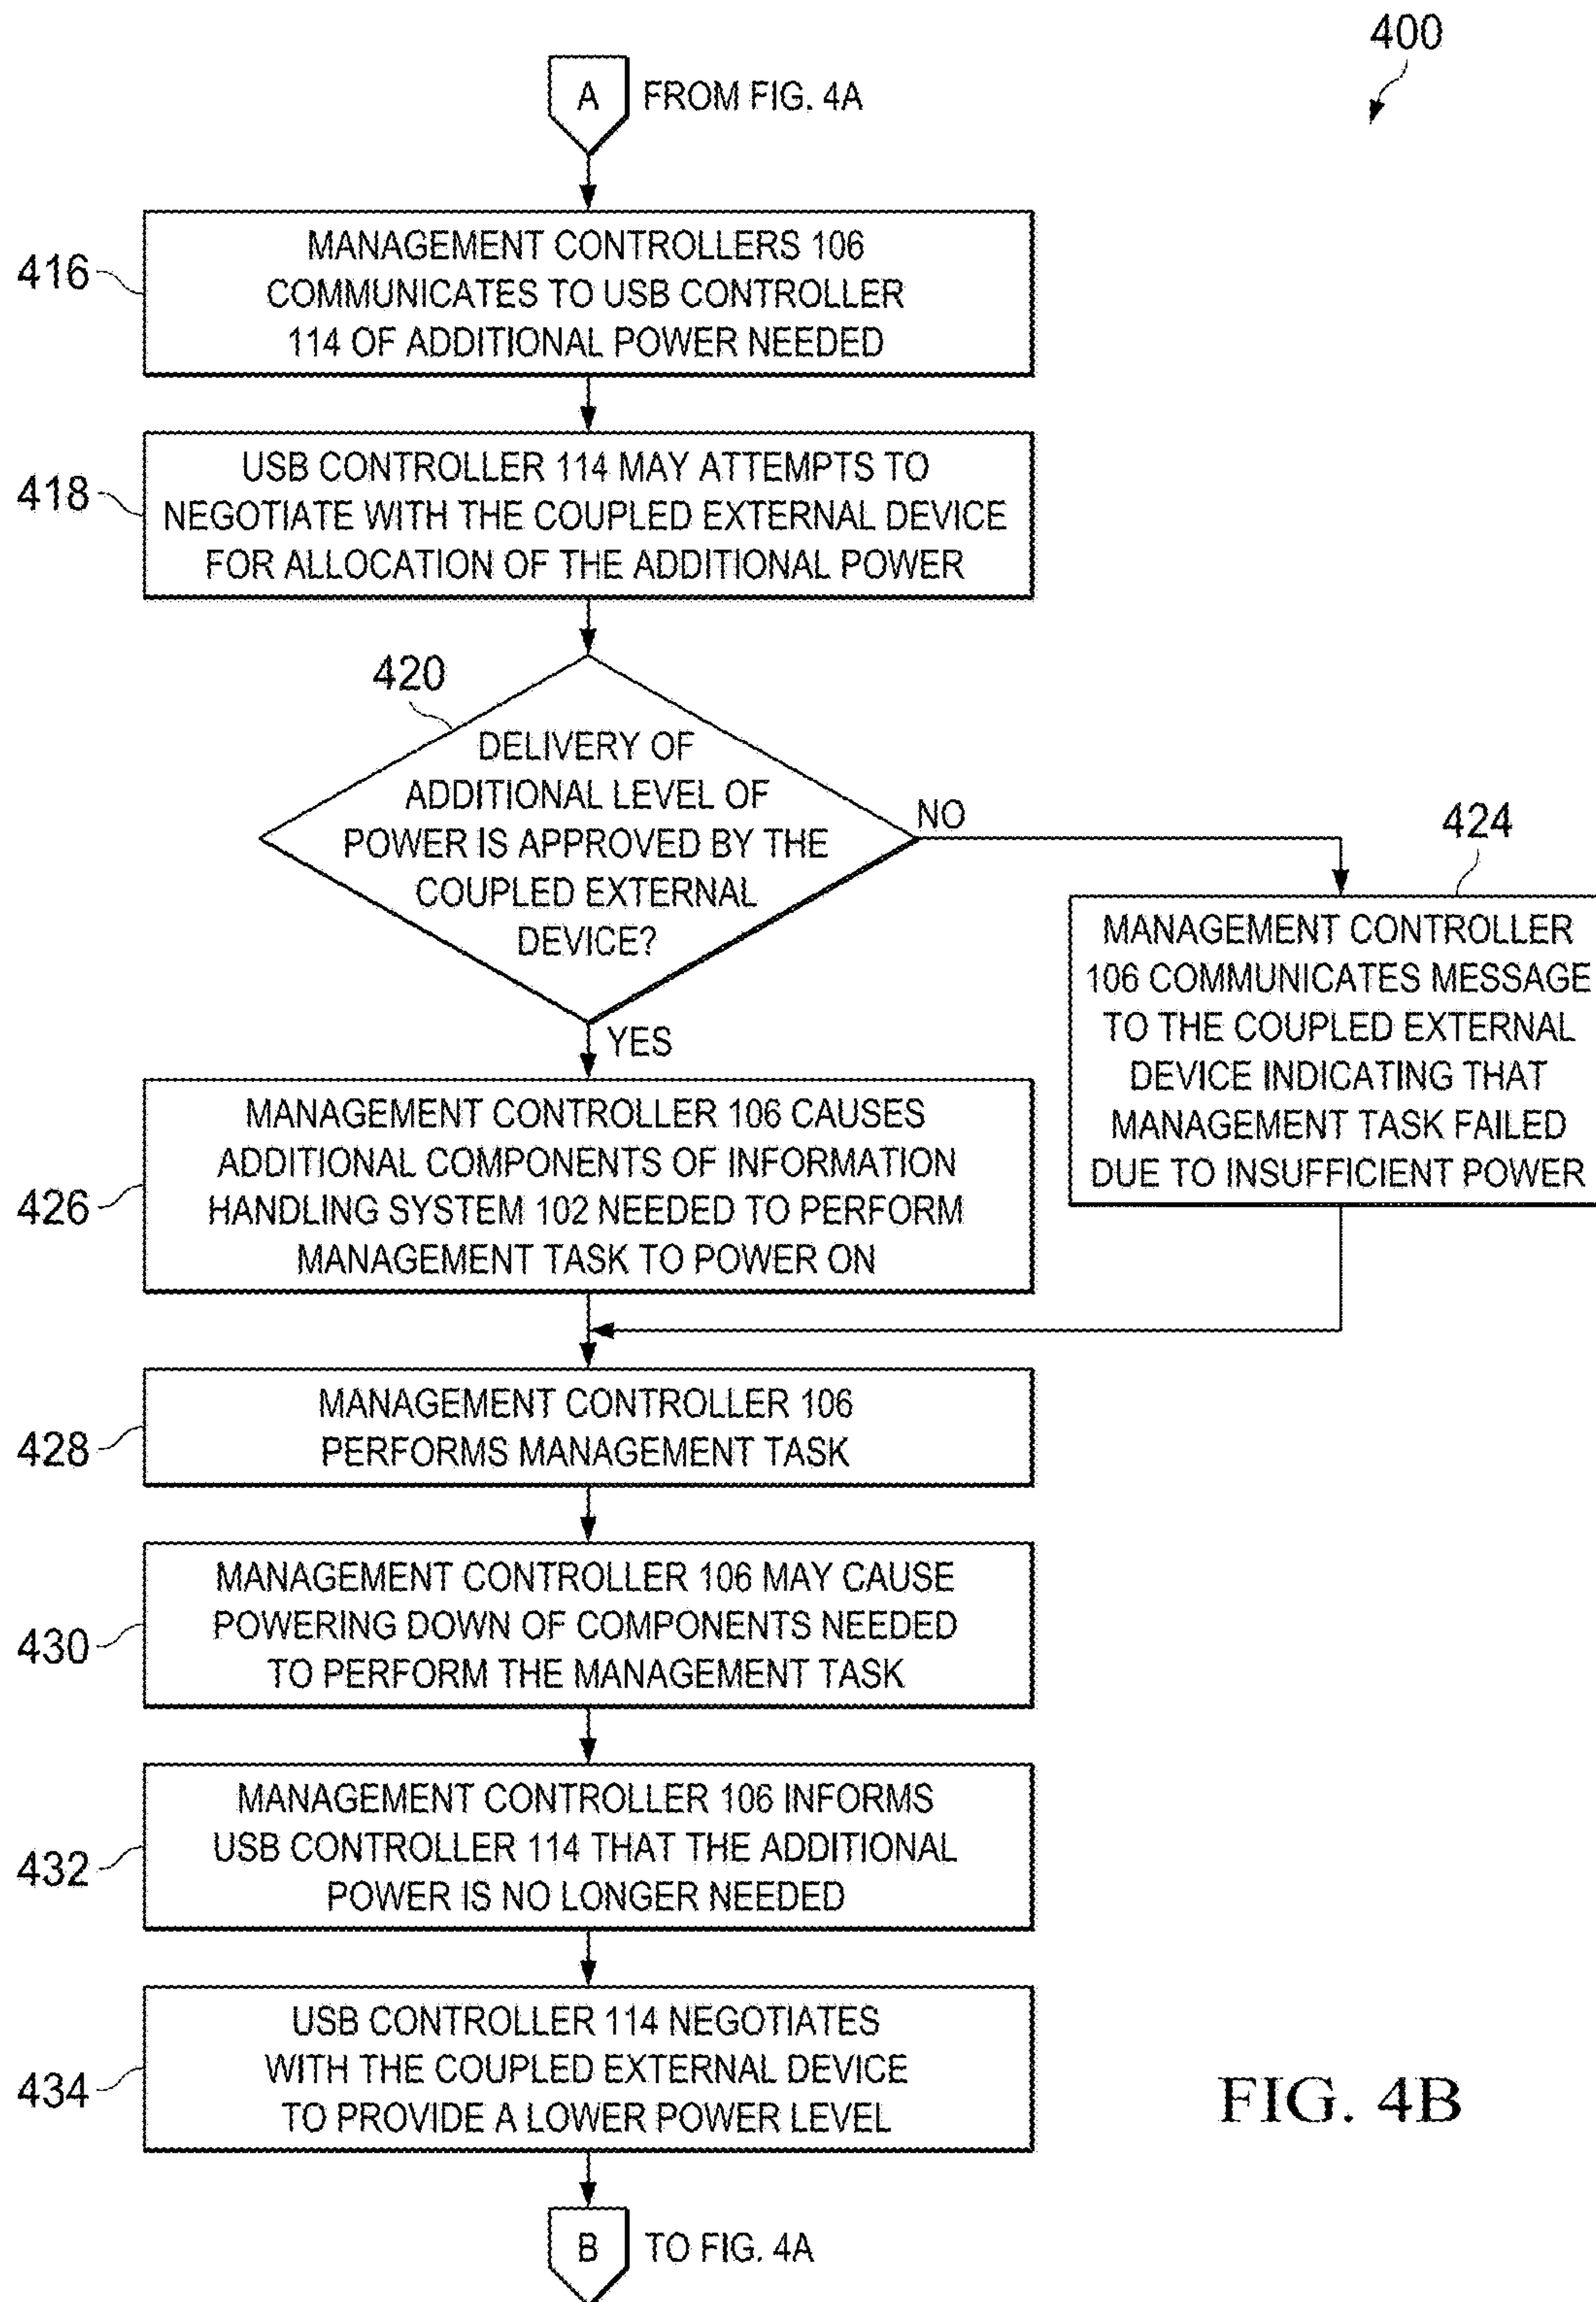 400
A FROM FIG. 4A
416
MANAGEMENT CONTROLLERS 106
COMMUNICATES TO USB CONTROLLER
114 OF ADDITIONAL POWER NEEDED
418
USB CONTROLLER 114 MAY ATTEMPTS TO
NEGOTIATE WITH THE COUPLED EXTERNAL DEVICE
FOR ALLOCATION OF THE ADDITIONAL POWER
420
DELIVERY OF
ADDITIONAL LEVEL OF
POWER IS APPROVED BY THE
COUPLED EXTERNAL
DEVICE?
NO
424
MANAGEMENT CONTROLLER
106 COMMUNICATES MESSAGE
TO THE COUPLED EXTERNAL
DEVICE INDICATING THAT
MANAGEMENT TASK FAILED
DUE TO INSUFFICIENT POWER
YES
426
MANAGEMENT CONTROLLER 106 CAUSES
ADDITIONAL COMPONENTS OF INFORMATION
HANDLING SYSTEM 102 NEEDED TO PERFORM
MANAGEMENT TASK TO POWER ON
428
MANAGEMENT CONTROLLER 106
PERFORMS MANAGEMENT TASK
430
MANAGEMENT CONTROLLER 106 MAY CAUSE
POWERING DOWN OF COMPONENTS NEEDED
TO PERFORM THE MANAGEMENT TASK
432
MANAGEMENT CONTROLLER 106 INFORMS
USB CONTROLLER 114 THAT THE ADDITIONAL
POWER IS NO LONGER NEEDED
434
USB CONTROLLER 114 NEGOTIATES
WITH THE COUPLED EXTERNAL DEVICE
TO PROVIDE A LOWER POWER LEVEL
B TO FIG. 4A
FIG. 4B